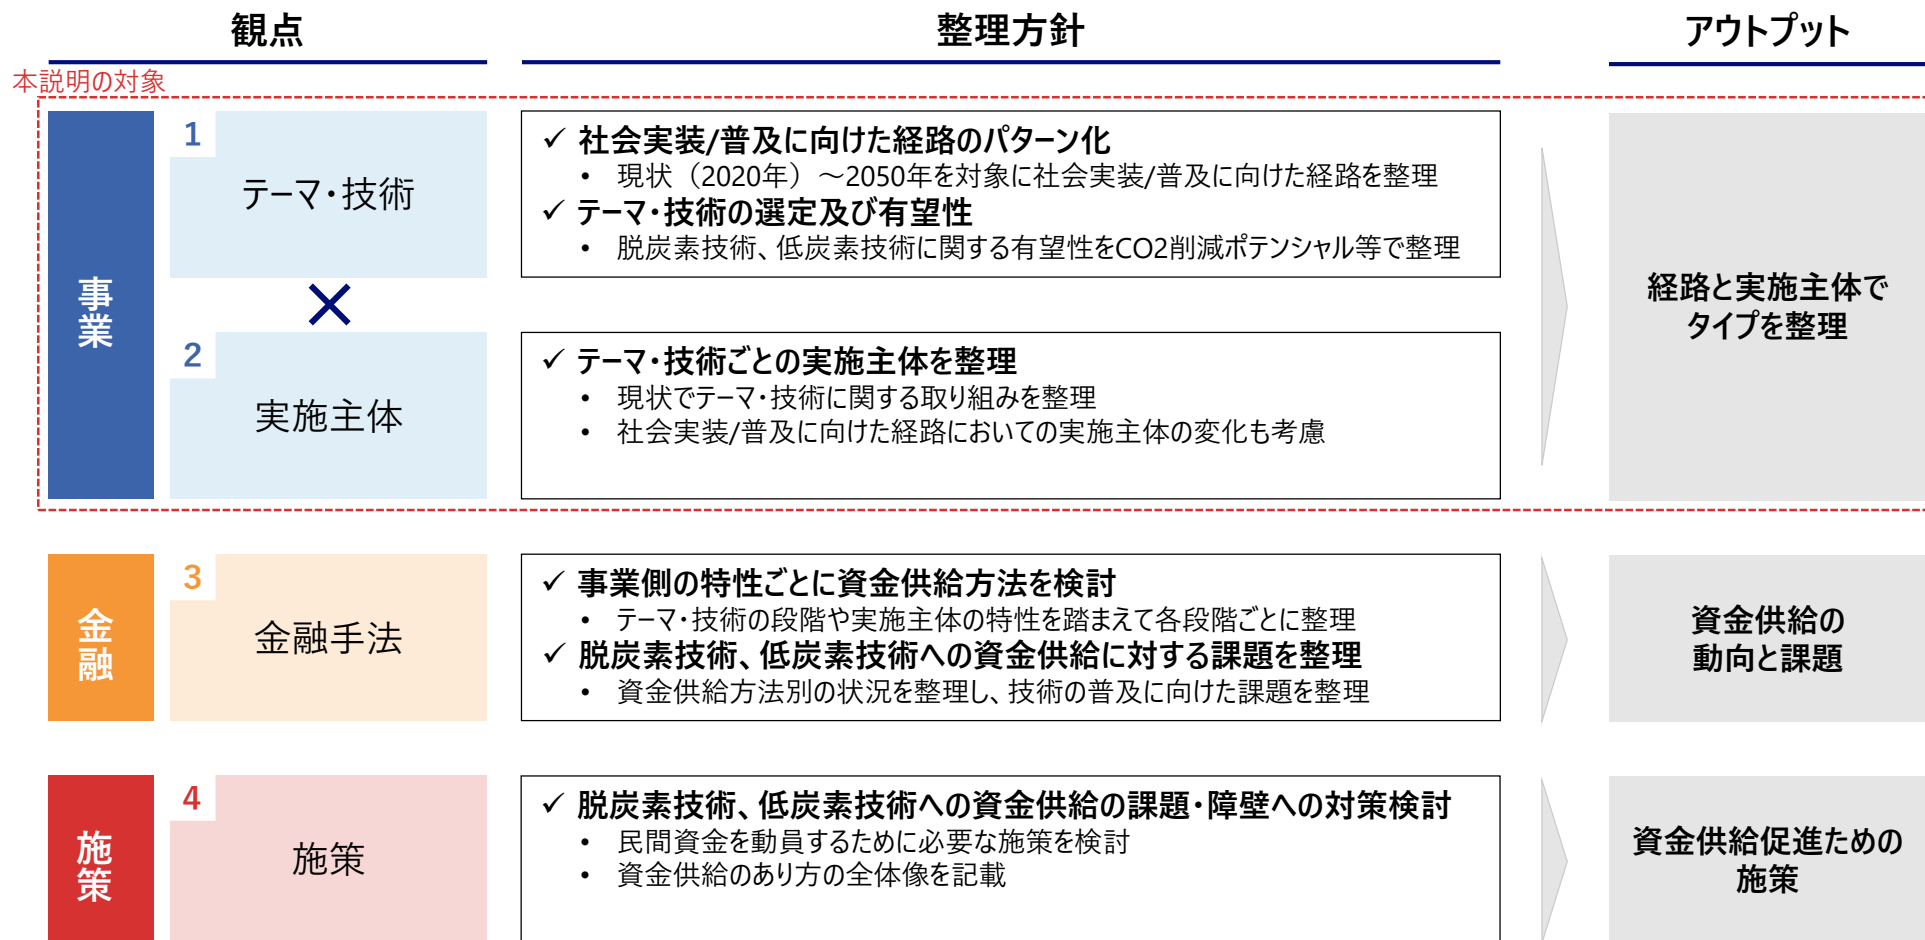 観点
整理方針
アウトプット
本説明の対象
事業
1
テーマ・技術
✓ 社会実装/普及に向けた経路のパターン化
• 現状（2020年）～2050年を対象に社会実装/普及に向けた経路を整理
✓ テーマ・技術の選定及び有望性
• 脱炭素技術、低炭素技術に関する有望性をCO2削減ポテンシャル等で整理
×
2
実施主体
✓ テーマ・技術ごとの実施主体を整理
• 現状でテーマ・技術に関する取り組みを整理
• 社会実装/普及に向けた経路においての実施主体の変化も考慮
経路と実施主体で
タイプを整理
金融
3
金融手法
✓ 事業側の特性ごとに資金供給方法を検討
• テーマ・技術の段階や実施主体の特性を踏まえて各段階ごとに整理
✓ 脱炭素技術、低炭素技術への資金供給に対する課題を整理
• 資金供給方法別の状況を整理し、技術の普及に向けた課題を整理
資金供給の
動向と課題
施策
4
施策
✓ 脱炭素技術、低炭素技術への資金供給の課題・障壁への対策検討
• 民間資金を動員するために必要な施策を検討
• 資金供給のあり方の全体像を記載
資金供給促進ための
施策